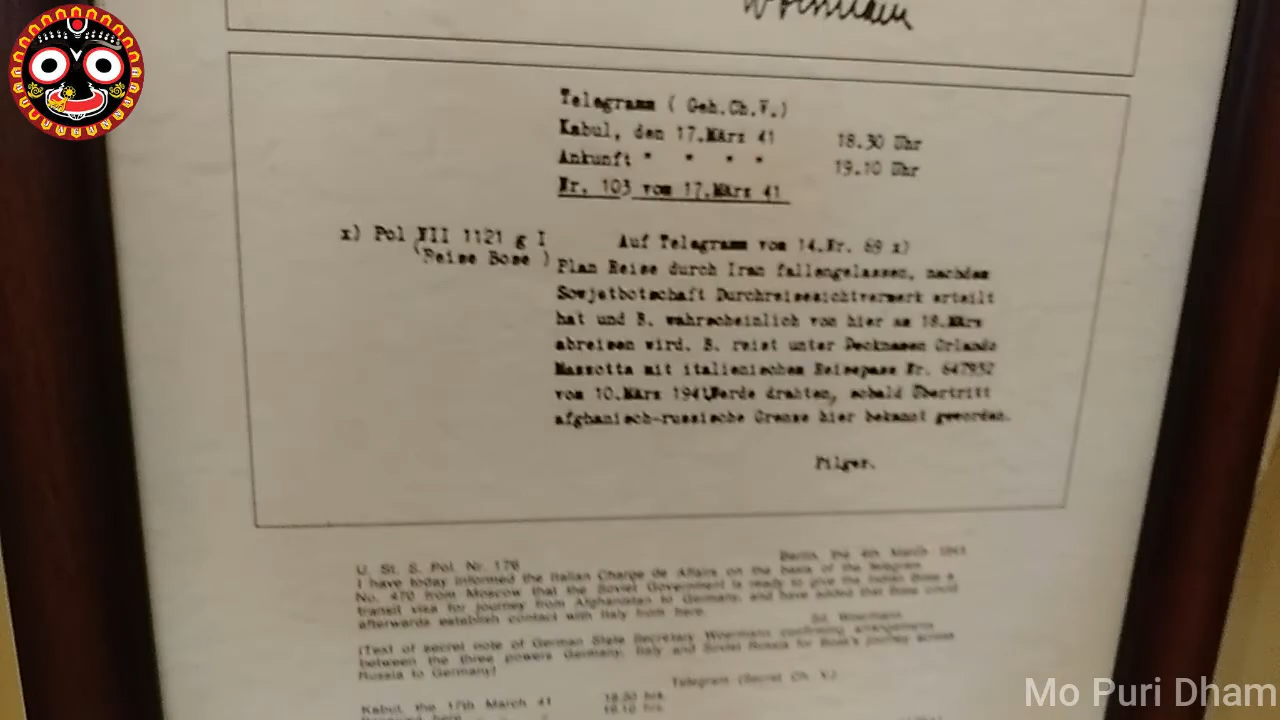 Woermann
Telegramm ( Geh.Ch.V.)
Kabul, den 17.März 41 18.30 Uhr
Ankunft " " " " 19.10 Uhr
Nr. 103 vom 17.März 41
x) Pol VII 1121 g I
(Reise Bose )
Auf Telegramm vom 14.Nr. 69 x)
Plan Reise durch Iran fallengelassen, nachdem
Sowjetbotschaft Durchreisesichtvermerk erteilt
hat und B. wahrscheinlich von hier am 18.März
abreisen wird. B. reist unter Decknamen Orlando
Mazzotta mit italienischem Reisepass Nr. 647932
vom 10.März 1941. Werde drahten, sobald Übertritt
afghanisch-russische Grenze hier bekannt geworden.
Pilger.
Berlin, the 4th March 1941
U. St. S. Pol. Nr. 176
I have today informed the Italian Charge de Affairs on the basis of the telegram
No. 470 from Moscow that the Soviet Government is ready to give the Indian Bose a
transit visa for journey from Afghanistan to Germany, and have added that Bose could
afterwards establish contact with Italy from here.
Sd. Woermann
(Text of secret note of German State Secretary Woermann confirming arrangements
between the three powers Germany, Italy and Soviet Russia for Bose's journey across
Russia to Germany)
Telegram (Secret Ch. V.)
Kabul, the 17th March 41 18.30 hrs.
19.10 hrs.
Mo Puri Dham